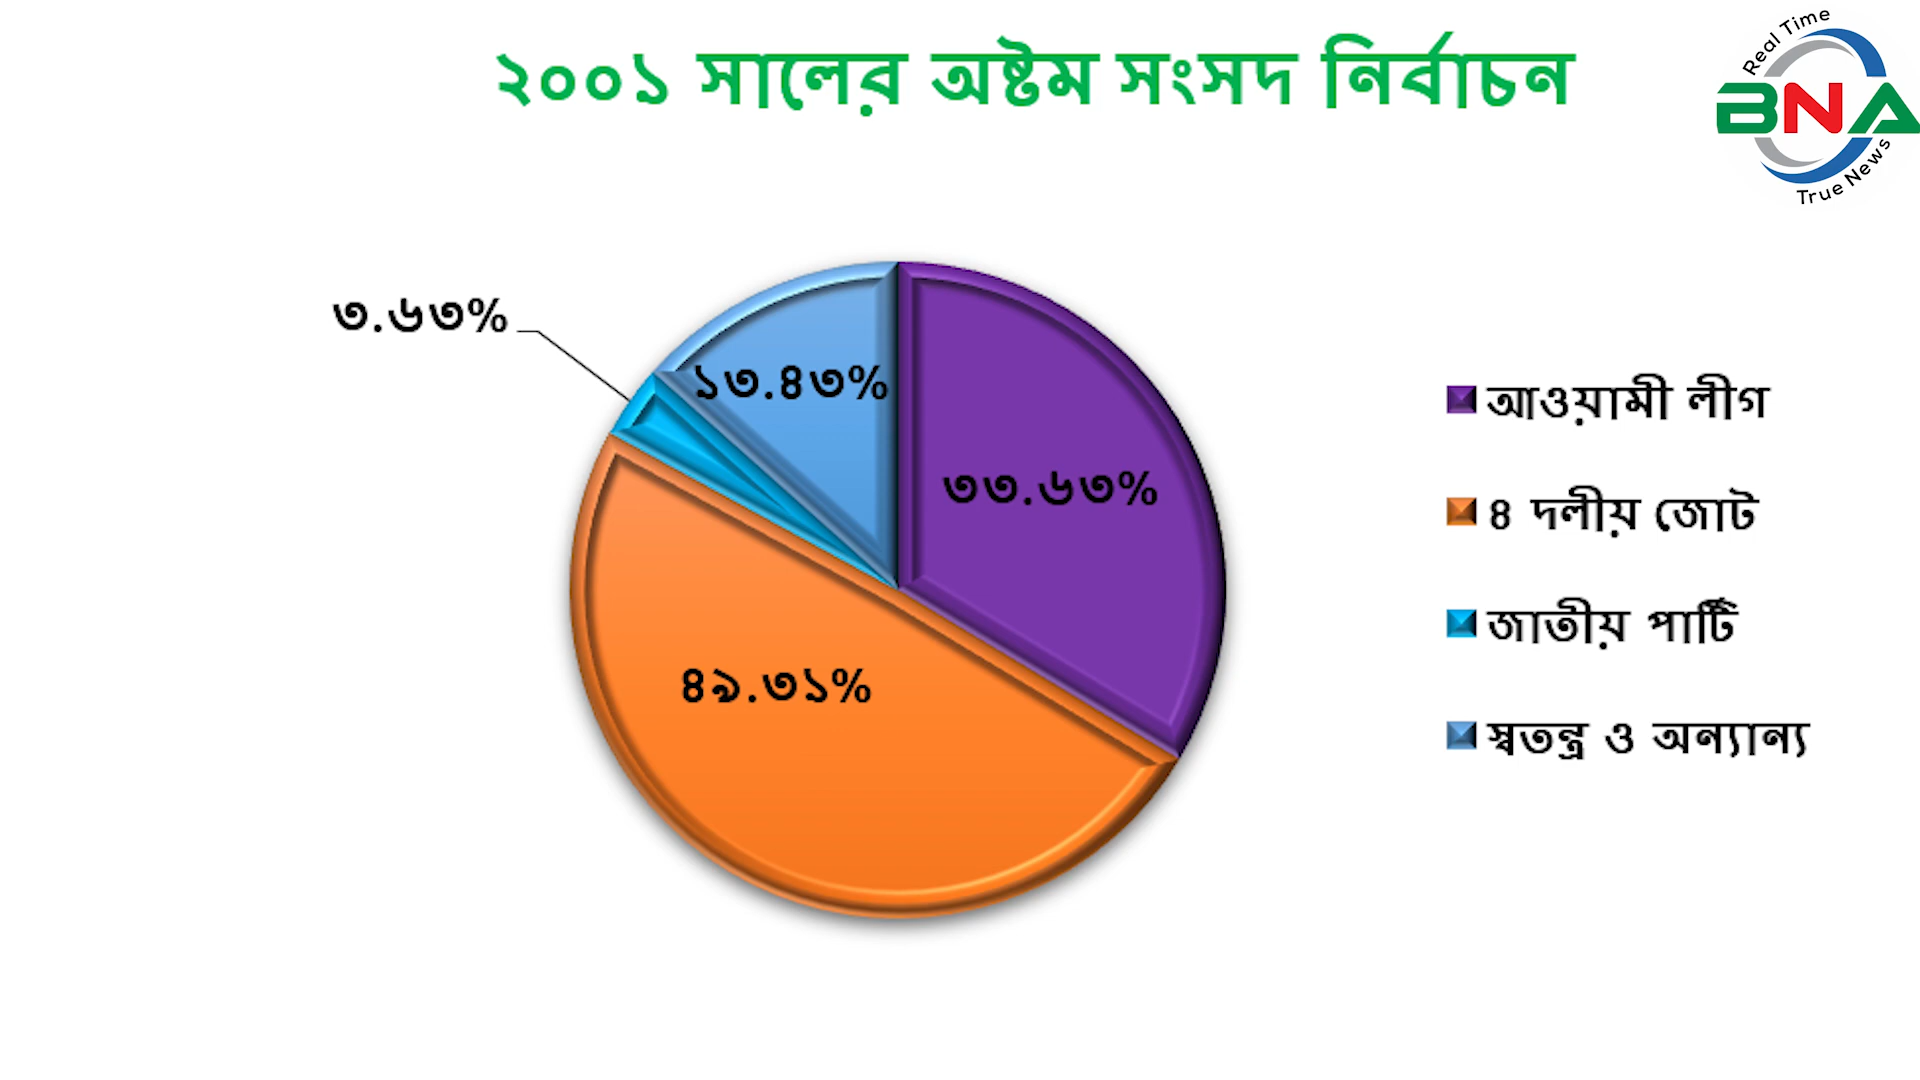 ২০০১ সালের অষ্টম সংসদ নির্বাচন
Real Time
BNA
True News
৩.৬৩%
১৩.৪৩%
৩৩.৬৩%
৪৯.৩১%
আওয়ামী লীগ
৪ দলীয় জোট
জাতীয় পার্টি
স্বতন্ত্র ও অন্যান্য